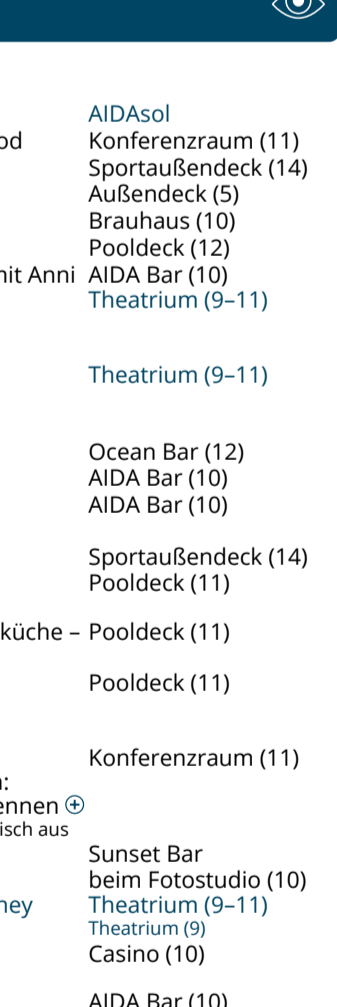 AIDAsol
od Konferenzraum (11)
Sportaußendeck (14)
Außendeck (5)
Brauhaus (10)
Pooldeck (12)
mit Anni AIDA Bar (10)
Theatrium (9–11)
Theatrium (9–11)
Ocean Bar (12)
AIDA Bar (10)
AIDA Bar (10)
Sportaußendeck (14)
Pooldeck (11)
küche – Pooldeck (11)
Pooldeck (11)
Konferenzraum (11)
:
ennen
isch aus
Sunset Bar
beim Fotostudio (10)
ney Theatrium (9–11)
Theatrium (9)
Casino (10)
AIDA Bar (10)